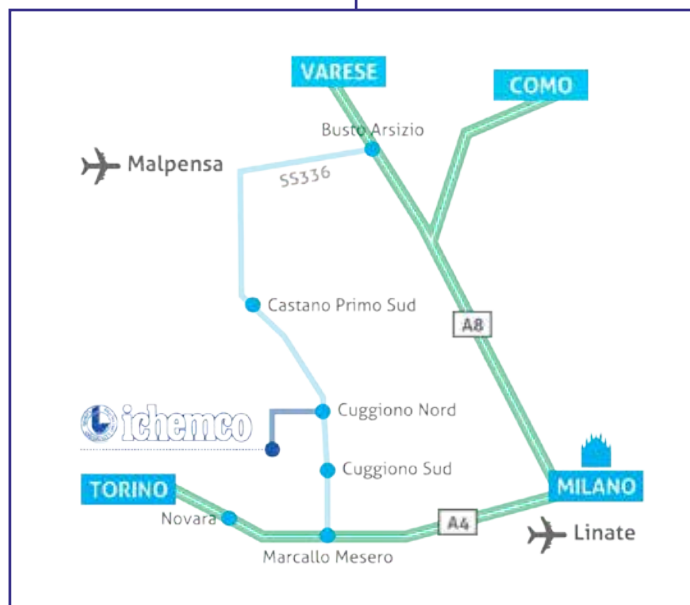 VARESE
COMO
Busto Arsizio
Malpensa
SS336
Castano Primo Sud
A8
ichemco
Cuggiono Nord
Cuggiono Sud
TORINO
MILANO
Novara
A4
Linate
Marcallo Mesero